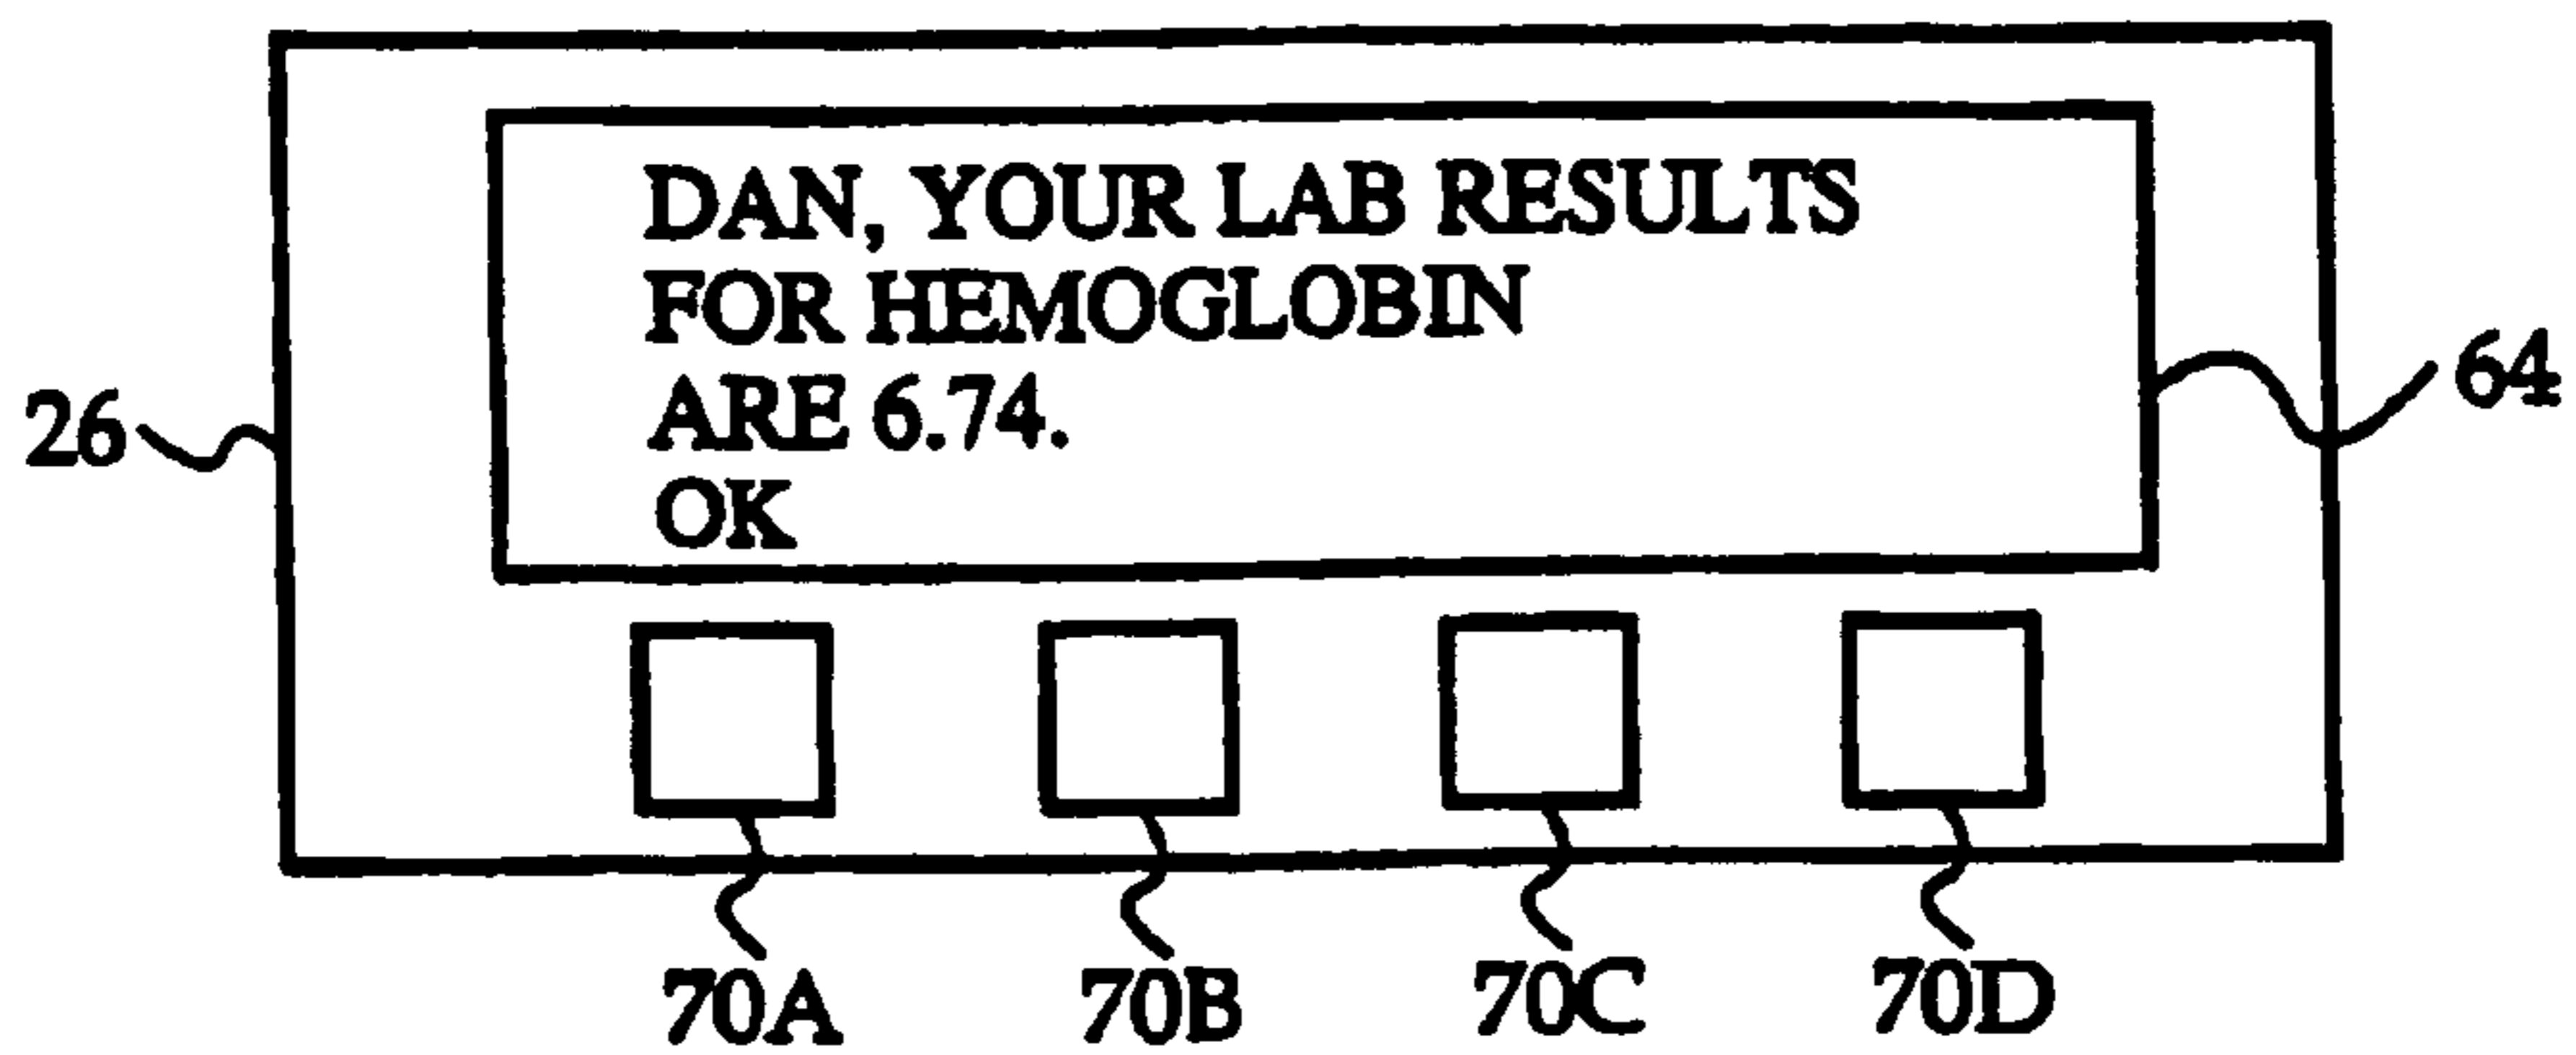 DAN, YOUR LAB RESULTS
FOR HEMOGLOBIN
ARE 6.74.
OK
26
64
70A 70B 70C 70D